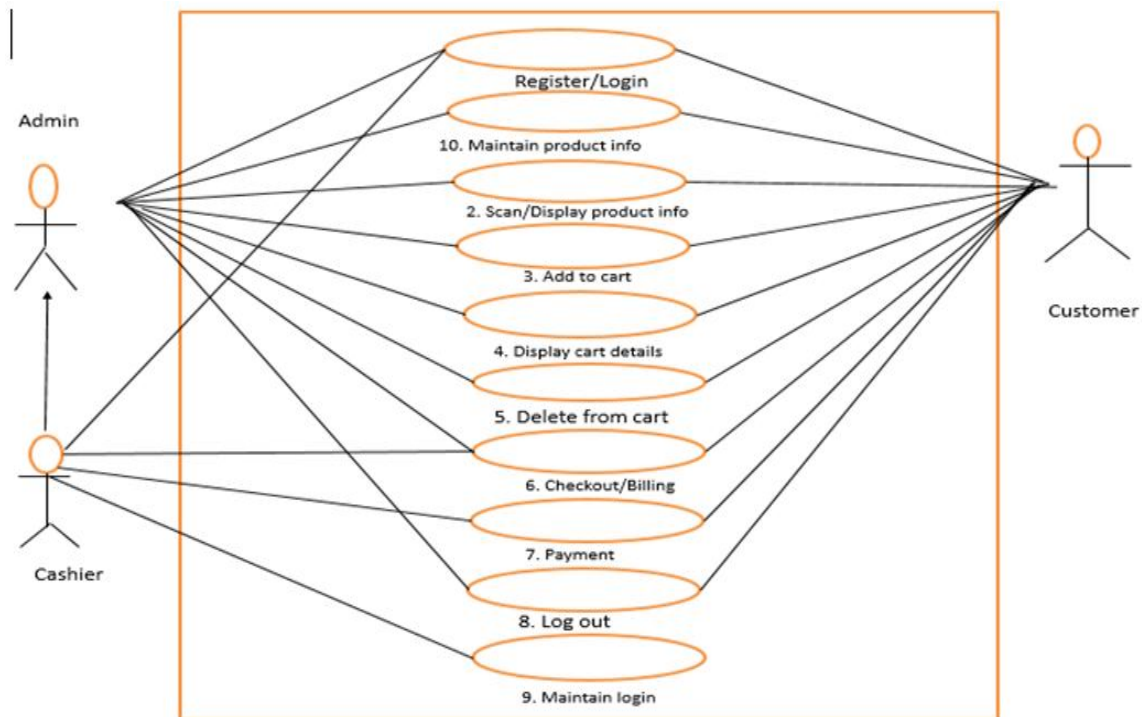 Register/Login
Admin
10. Maintain product info
2. Scan/Display product info
3. Add to cart
Customer
4. Display cart details
5. Delete from cart
6. Checkout/Billing
7. Payment
Cashier
8. Log out
9. Maintain login